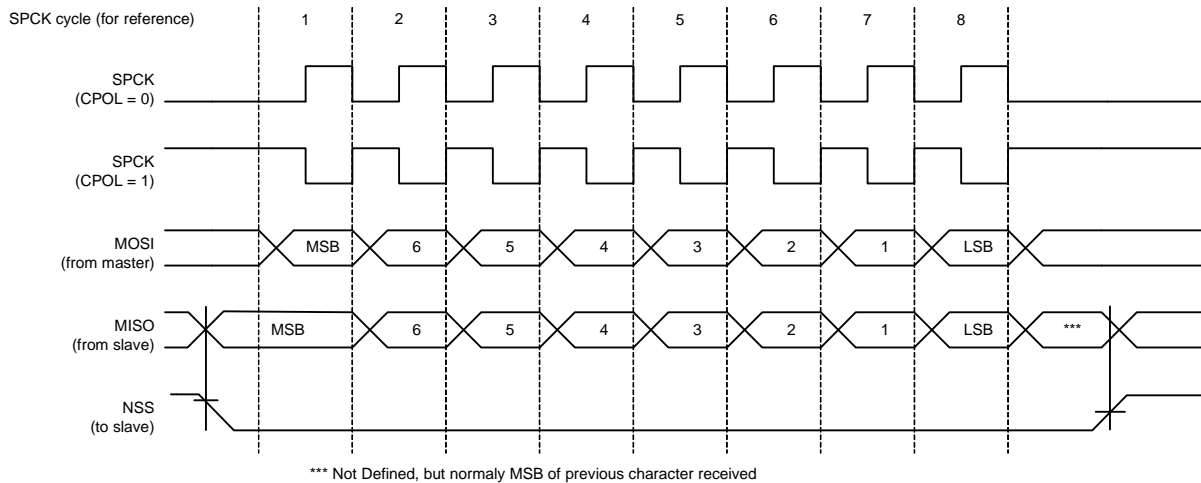 SPCK cycle (for reference) 1 2 3 4 5 6 7 8
SPCK
(CPOL = 0)
SPCK
(CPOL = 1)
MOSI
(from master)
MSB 6 5 4 3 2 1 LSB
MISO
(from slave)
MSB 6 5 4 3 2 1 LSB ***
NSS
(to slave)
*** Not Defined, but normaly MSB of previous character received